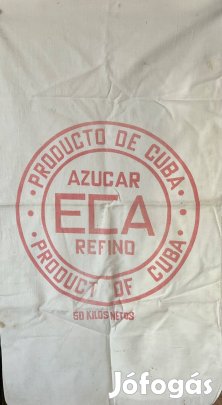 · PRODUCTO DE CUBA ·
AZUCAR
ECA
REFINO
· PRODUCT OF CUBA ·
50 KILOS NETOS
Jófogás